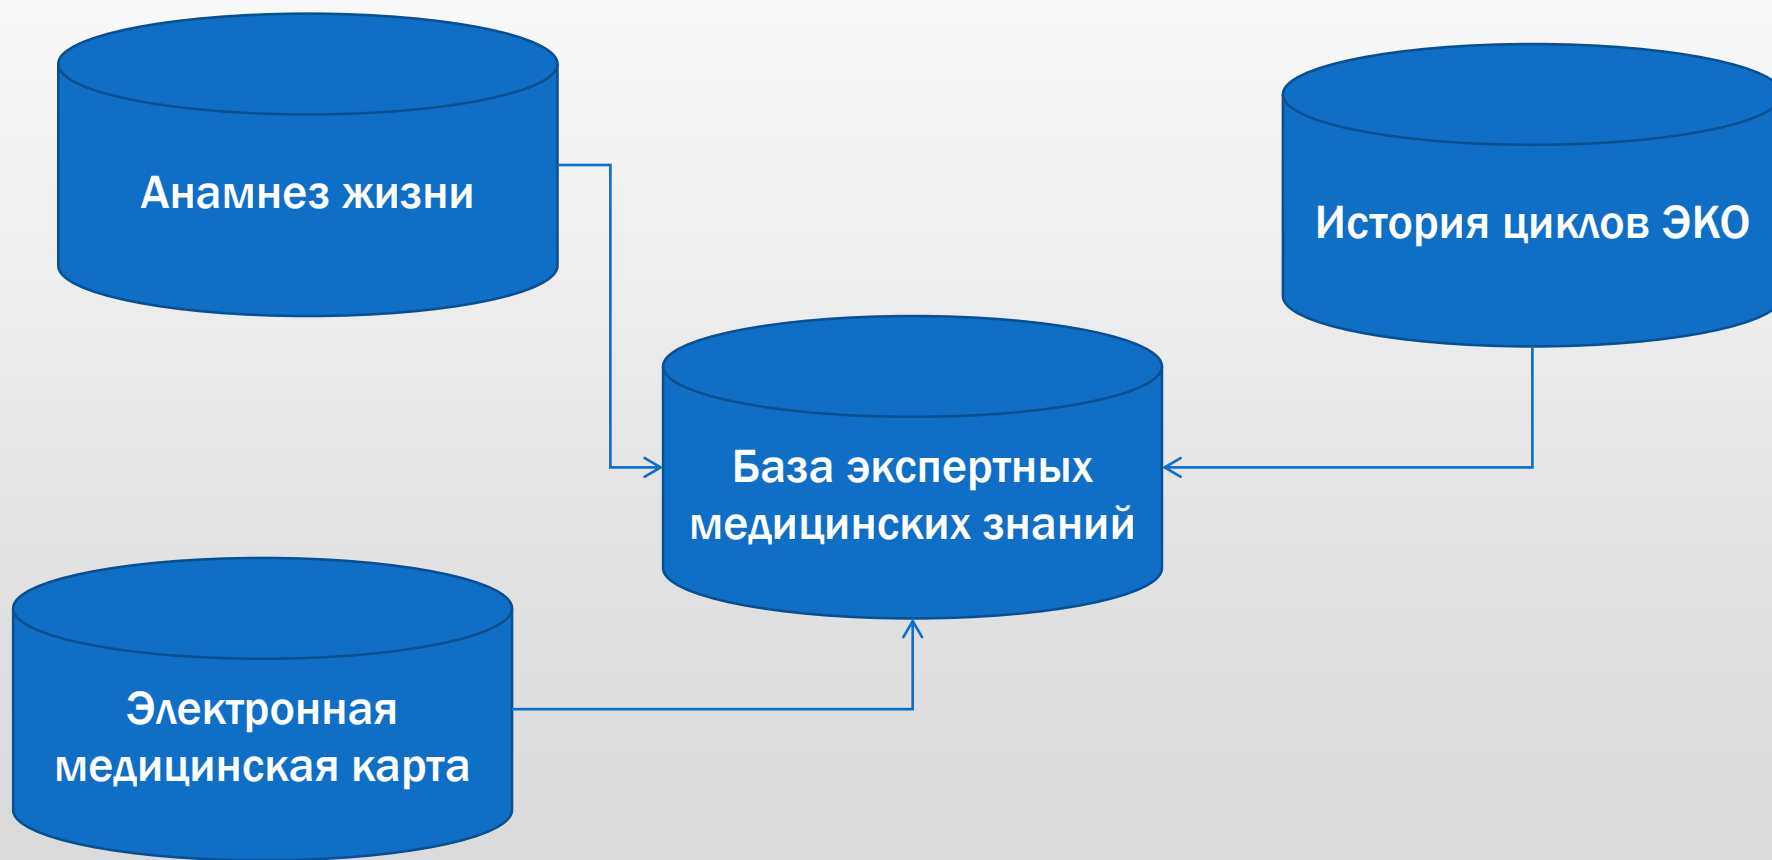 Анамнез жизни
История циклов ЭКО
База экспертных
медицинских знаний
Электронная
медицинская карта